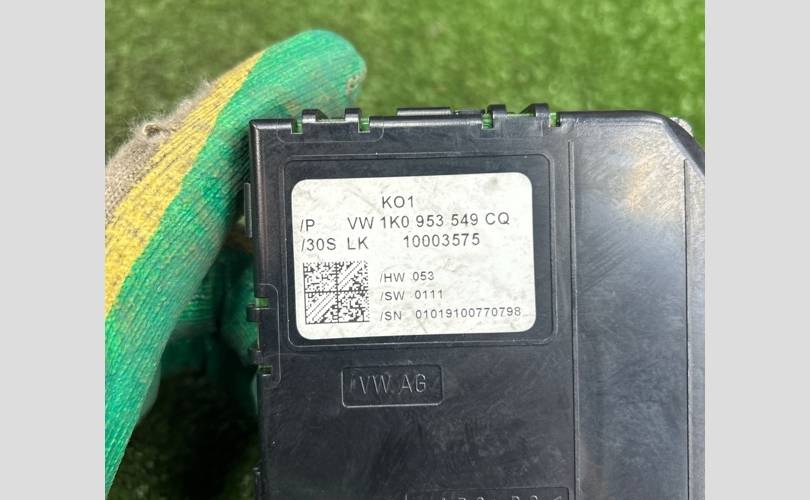 KO1
/P VW 1K0 953 549 CQ
/30S LK 10003575
/HW 053
/SW 0111
/SN 01019100770798
VW AG